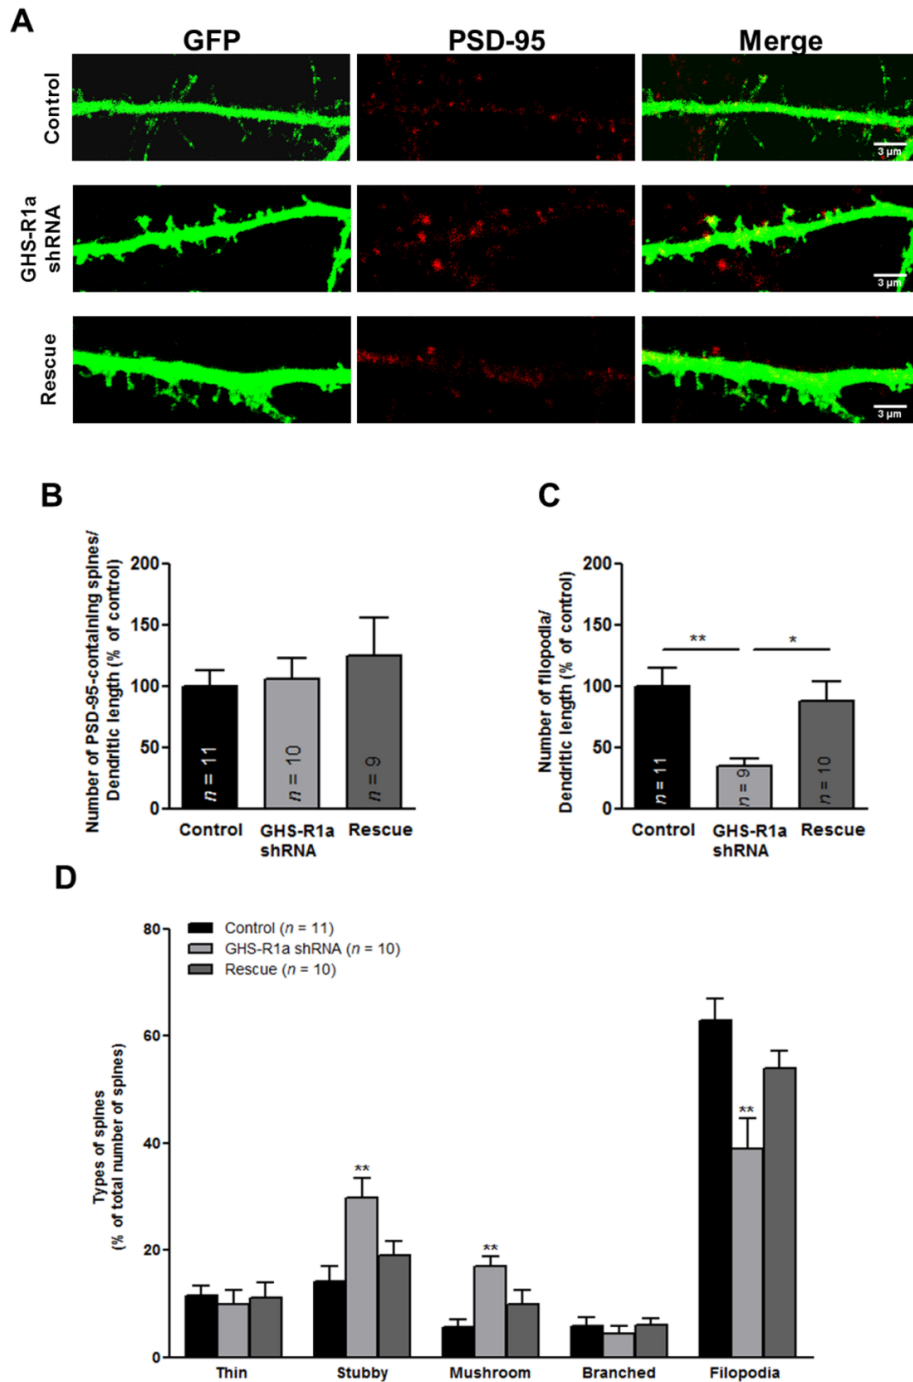 A
GFP PSD-95 Merge
Control
3 µm
GHS-R1a
shRNA
3 µm
Rescue
3 µm
B
Number of PSD-95-containing spines/
Dendritic length (% of control)
200
150
100
50
0
n = 11
n = 10
n = 9
Control GHS-R1a Rescue
shRNA
C
Number of filopodia/
Dendritic length (% of control)
200
150
100
50
0
** *
n = 11
n = 9
n = 10
Control GHS-R1a Rescue
shRNA
D
Types of spines
(% of total number of spines)
80
60
40
20
0
Control (n = 11)
GHS-R1a shRNA (n = 10)
Rescue (n = 10)
**
**
**
Thin Stubby Mushroom Branched Filopodia